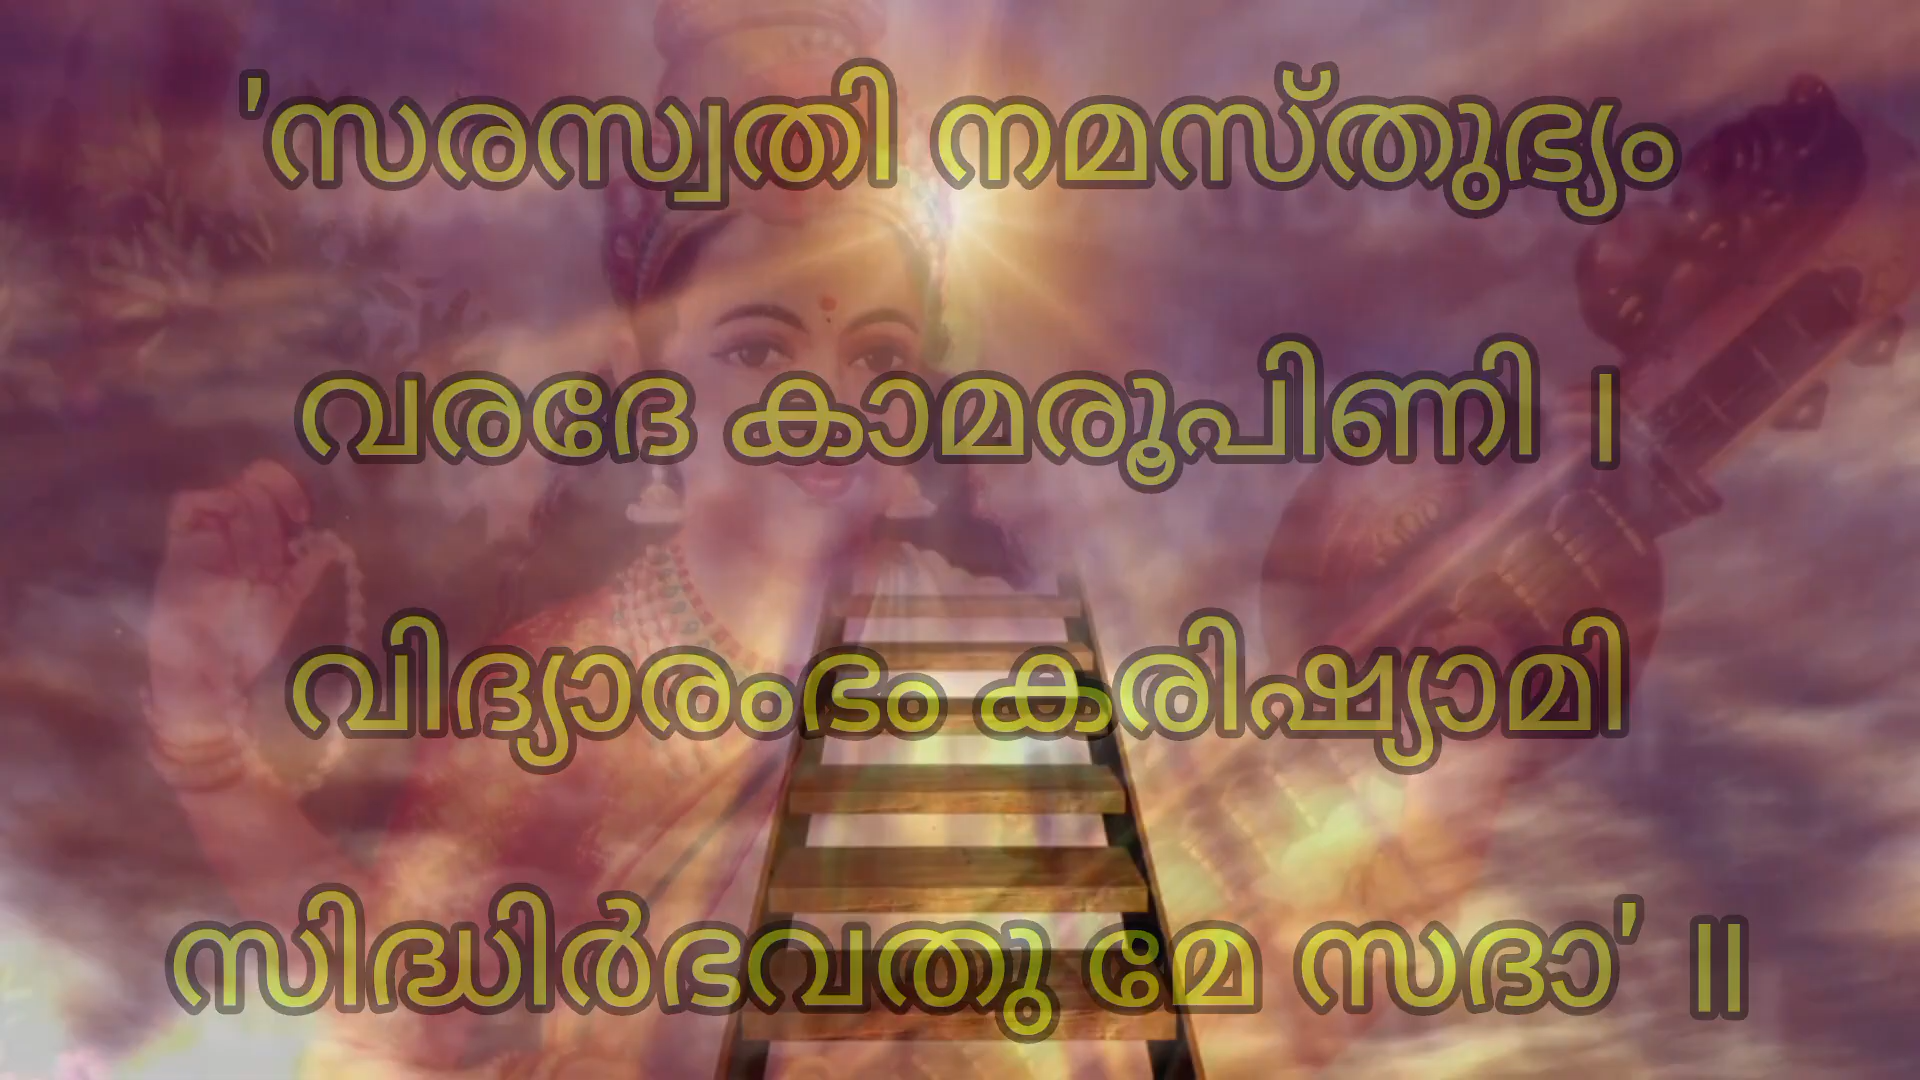 'സരസ്വതി നമസ്തുഭ്യം
വരദേ കാമരൂപിണി ।
വിദ്യാരംഭം കരിഷ്യാമി
സിദ്ധിർഭവതു മേ സദാ' ॥